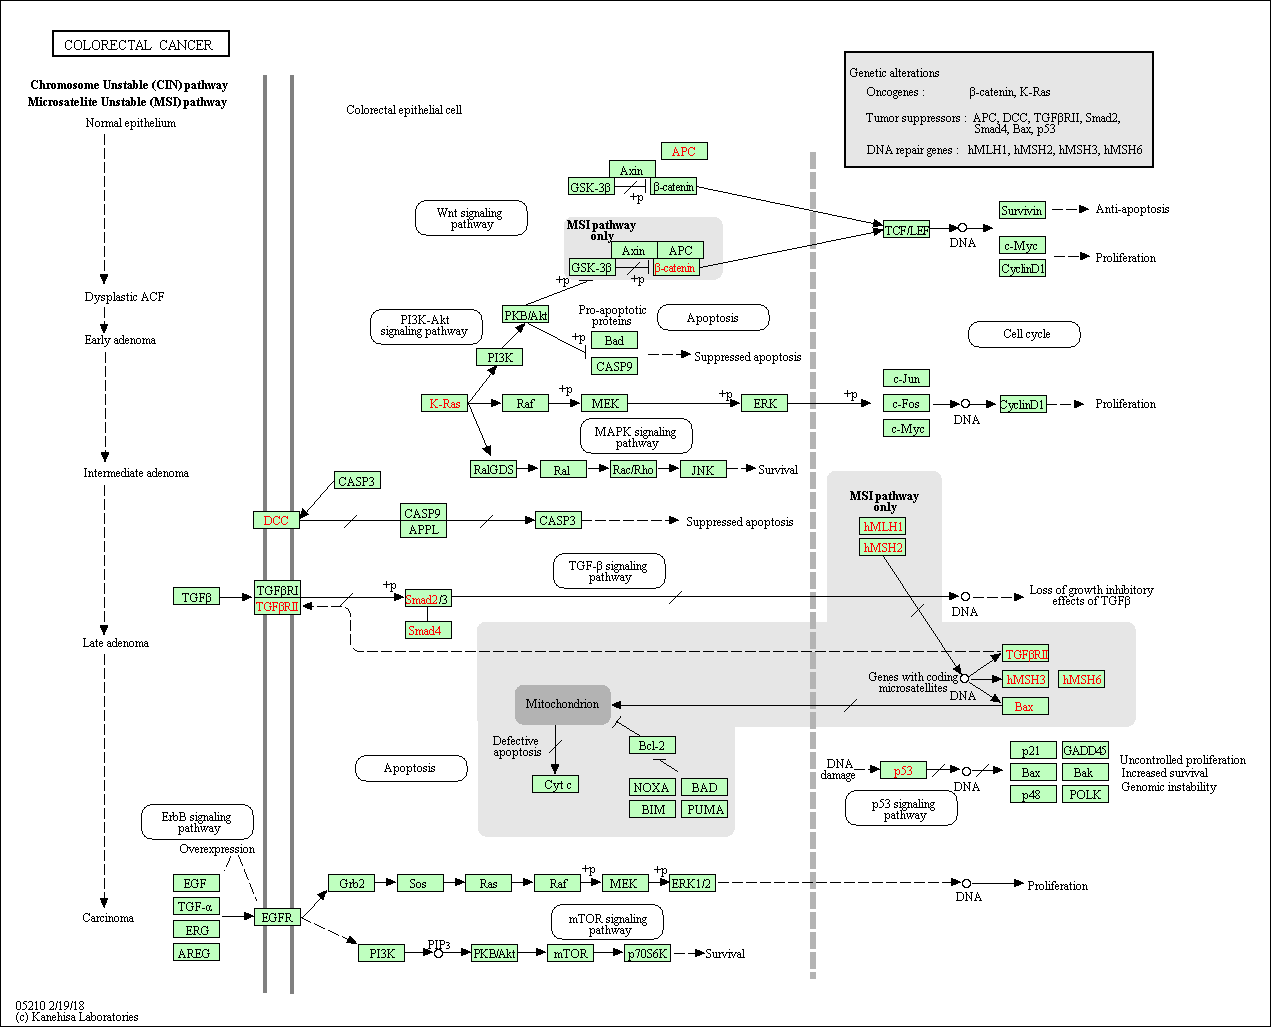 COLORECTAL CANCER
Chromosome Unstable (CIN) pathway
Microsatelite Unstable (MSI) pathway
Normal epithelium
Dysplastic ACF
Early adenoma
Intermediate adenoma
Late adenoma
Carcinoma
Colorectal epithelial cell
Genetic alterations
Oncogenes : β-catenin, K-Ras
Tumor suppressors : APC, DCC, TGFβRII, Smad2,
Smad4, Bax, p53
DNA repair genes : hMLH1, hMSH2, hMSH3, hMSH6
APC
Axin
GSK-3β
+p
β-catenin
Wnt signaling
pathway
MSI pathway
only
Axin
APC
GSK-3β
+p
β-catenin
TCF/LEF
DNA
Survivin
Anti-apoptosis
c-Myc
CyclinD1
Proliferation
+p
PKB/Akt
PI3K-Akt
signaling pathway
Pro-apoptotic
proteins
+p
Bad
CASP9
Apoptosis
Suppressed apoptosis
Cell cycle
PI3K
K-Ras
Raf
+p
MEK
+p
ERK
+p
c-Jun
c-Fos
c-Myc
DNA
CyclinD1
Proliferation
MAPK signaling
pathway
RalGDS
Ral
Rac/Rho
JNK
Survival
CASP3
DCC
CASP9
APPL
CASP3
Suppressed apoptosis
MSI pathway
only
hMLH1
hMSH2
TGF-β signaling
pathway
TGFβ
TGFβRI
TGFβRII
+p
Smad2/3
Smad4
DNA
Loss of growth inhibitory
effects of TGFβ
Genes with coding
microsatellites
DNA
TGFβRII
hMSH3
hMSH6
Bax
Mitochondrion
Defective
apoptosis
Cyt c
Bcl-2
NOXA
BAD
BIM
PUMA
Apoptosis
DNA
damage
p53
DNA
p21
GADD45
Bax
Bak
p48
POLK
Uncontrolled proliferation
Increased survival
Genomic instability
p53 signaling
pathway
ErbB signaling
pathway
Overexpression
EGF
TGF-α
ERG
AREG
EGFR
Grb2
Sos
Ras
Raf
+p
MEK
+p
ERK1/2
DNA
Proliferation
mTOR signaling
pathway
PI3K
PIP3
PKB/Akt
mTOR
p70S6K
Survival
05210 2/19/18
(c) Kanehisa Laboratories